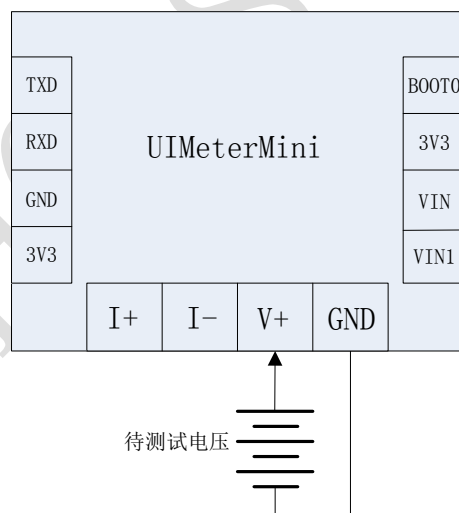 TXD
RXD
GND
3V3
UIMeterMini
BOOT0
3V3
VIN
VIN1
I+
I-
V+
GND
待测试电压